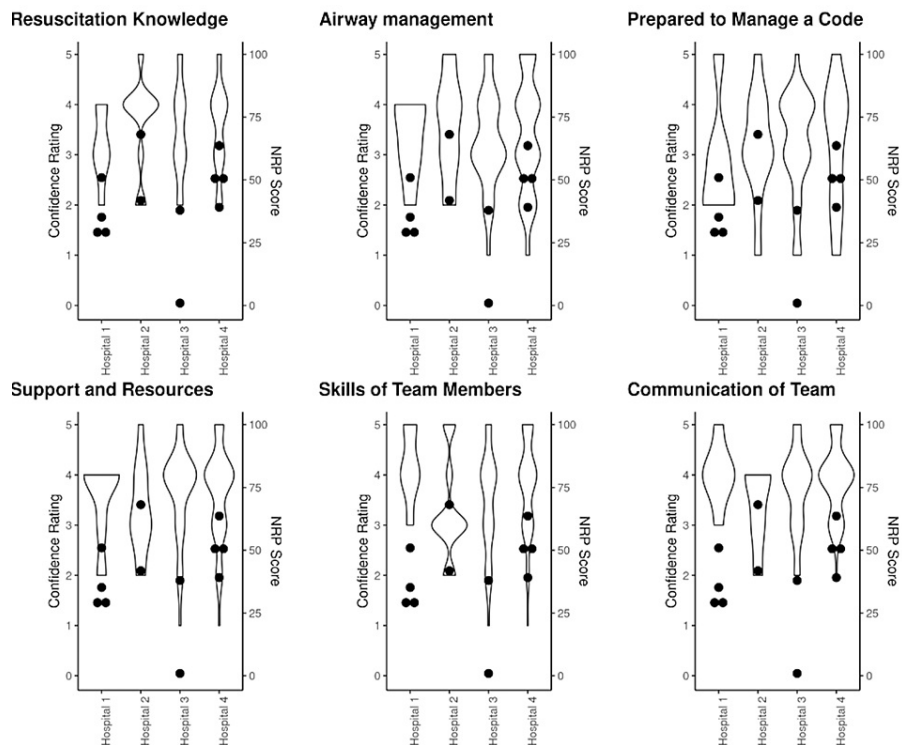 Resuscitation Knowledge
Airway management
Prepared to Manage a Code
5
4
3
2
1
0
Confidence Rating
100
75
50
25
0
NRP Score
Hospital 1
Hospital 2
Hospital 3
Hospital 4
5
4
3
2
1
0
Confidence Rating
100
75
50
25
0
NRP Score
Hospital 1
Hospital 2
Hospital 3
Hospital 4
5
4
3
2
1
0
Confidence Rating
100
75
50
25
0
NRP Score
Hospital 1
Hospital 2
Hospital 3
Hospital 4
Support and Resources
Skills of Team Members
Communication of Team
5
4
3
2
1
0
Confidence Rating
100
75
50
25
0
NRP Score
Hospital 1
Hospital 2
Hospital 3
Hospital 4
5
4
3
2
1
0
Confidence Rating
100
75
50
25
0
NRP Score
Hospital 1
Hospital 2
Hospital 3
Hospital 4
5
4
3
2
1
0
Confidence Rating
100
75
50
25
0
NRP Score
Hospital 1
Hospital 2
Hospital 3
Hospital 4